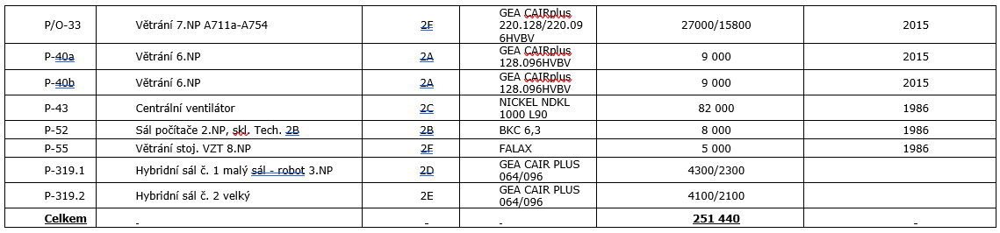 P/O-33 Větrání 7.NP A711a-A754 2F GEA CAIRplus 220.128/220.09 6HVBV 27000/15800 2015
P-40a Větrání 6.NP 2A GEA CAIRplus 128.096HVBV 9 000 2015
P-40b Větrání 6.NP 2A GEA CAIRplus 128.096HVBV 9 000 2015
P-43 Centrální ventilátor 2C NICKEL NDKL 1000 L90 82 000 1986
P-52 Sál počítače 2.NP, skl. Tech. 2B 2B BKC 6,3 8 000 1986
P-55 Větrání stoj. VZT 8.NP 2F FALAX 5 000 1986
P-319.1 Hybridní sál č. 1 malý sál - robot 3.NP 2D GEA CAIR PLUS 064/096 4300/2300
P-319.2 Hybridní sál č. 2 velký 2E GEA CAIR PLUS 064/096 4100/2100
Celkem 251 440